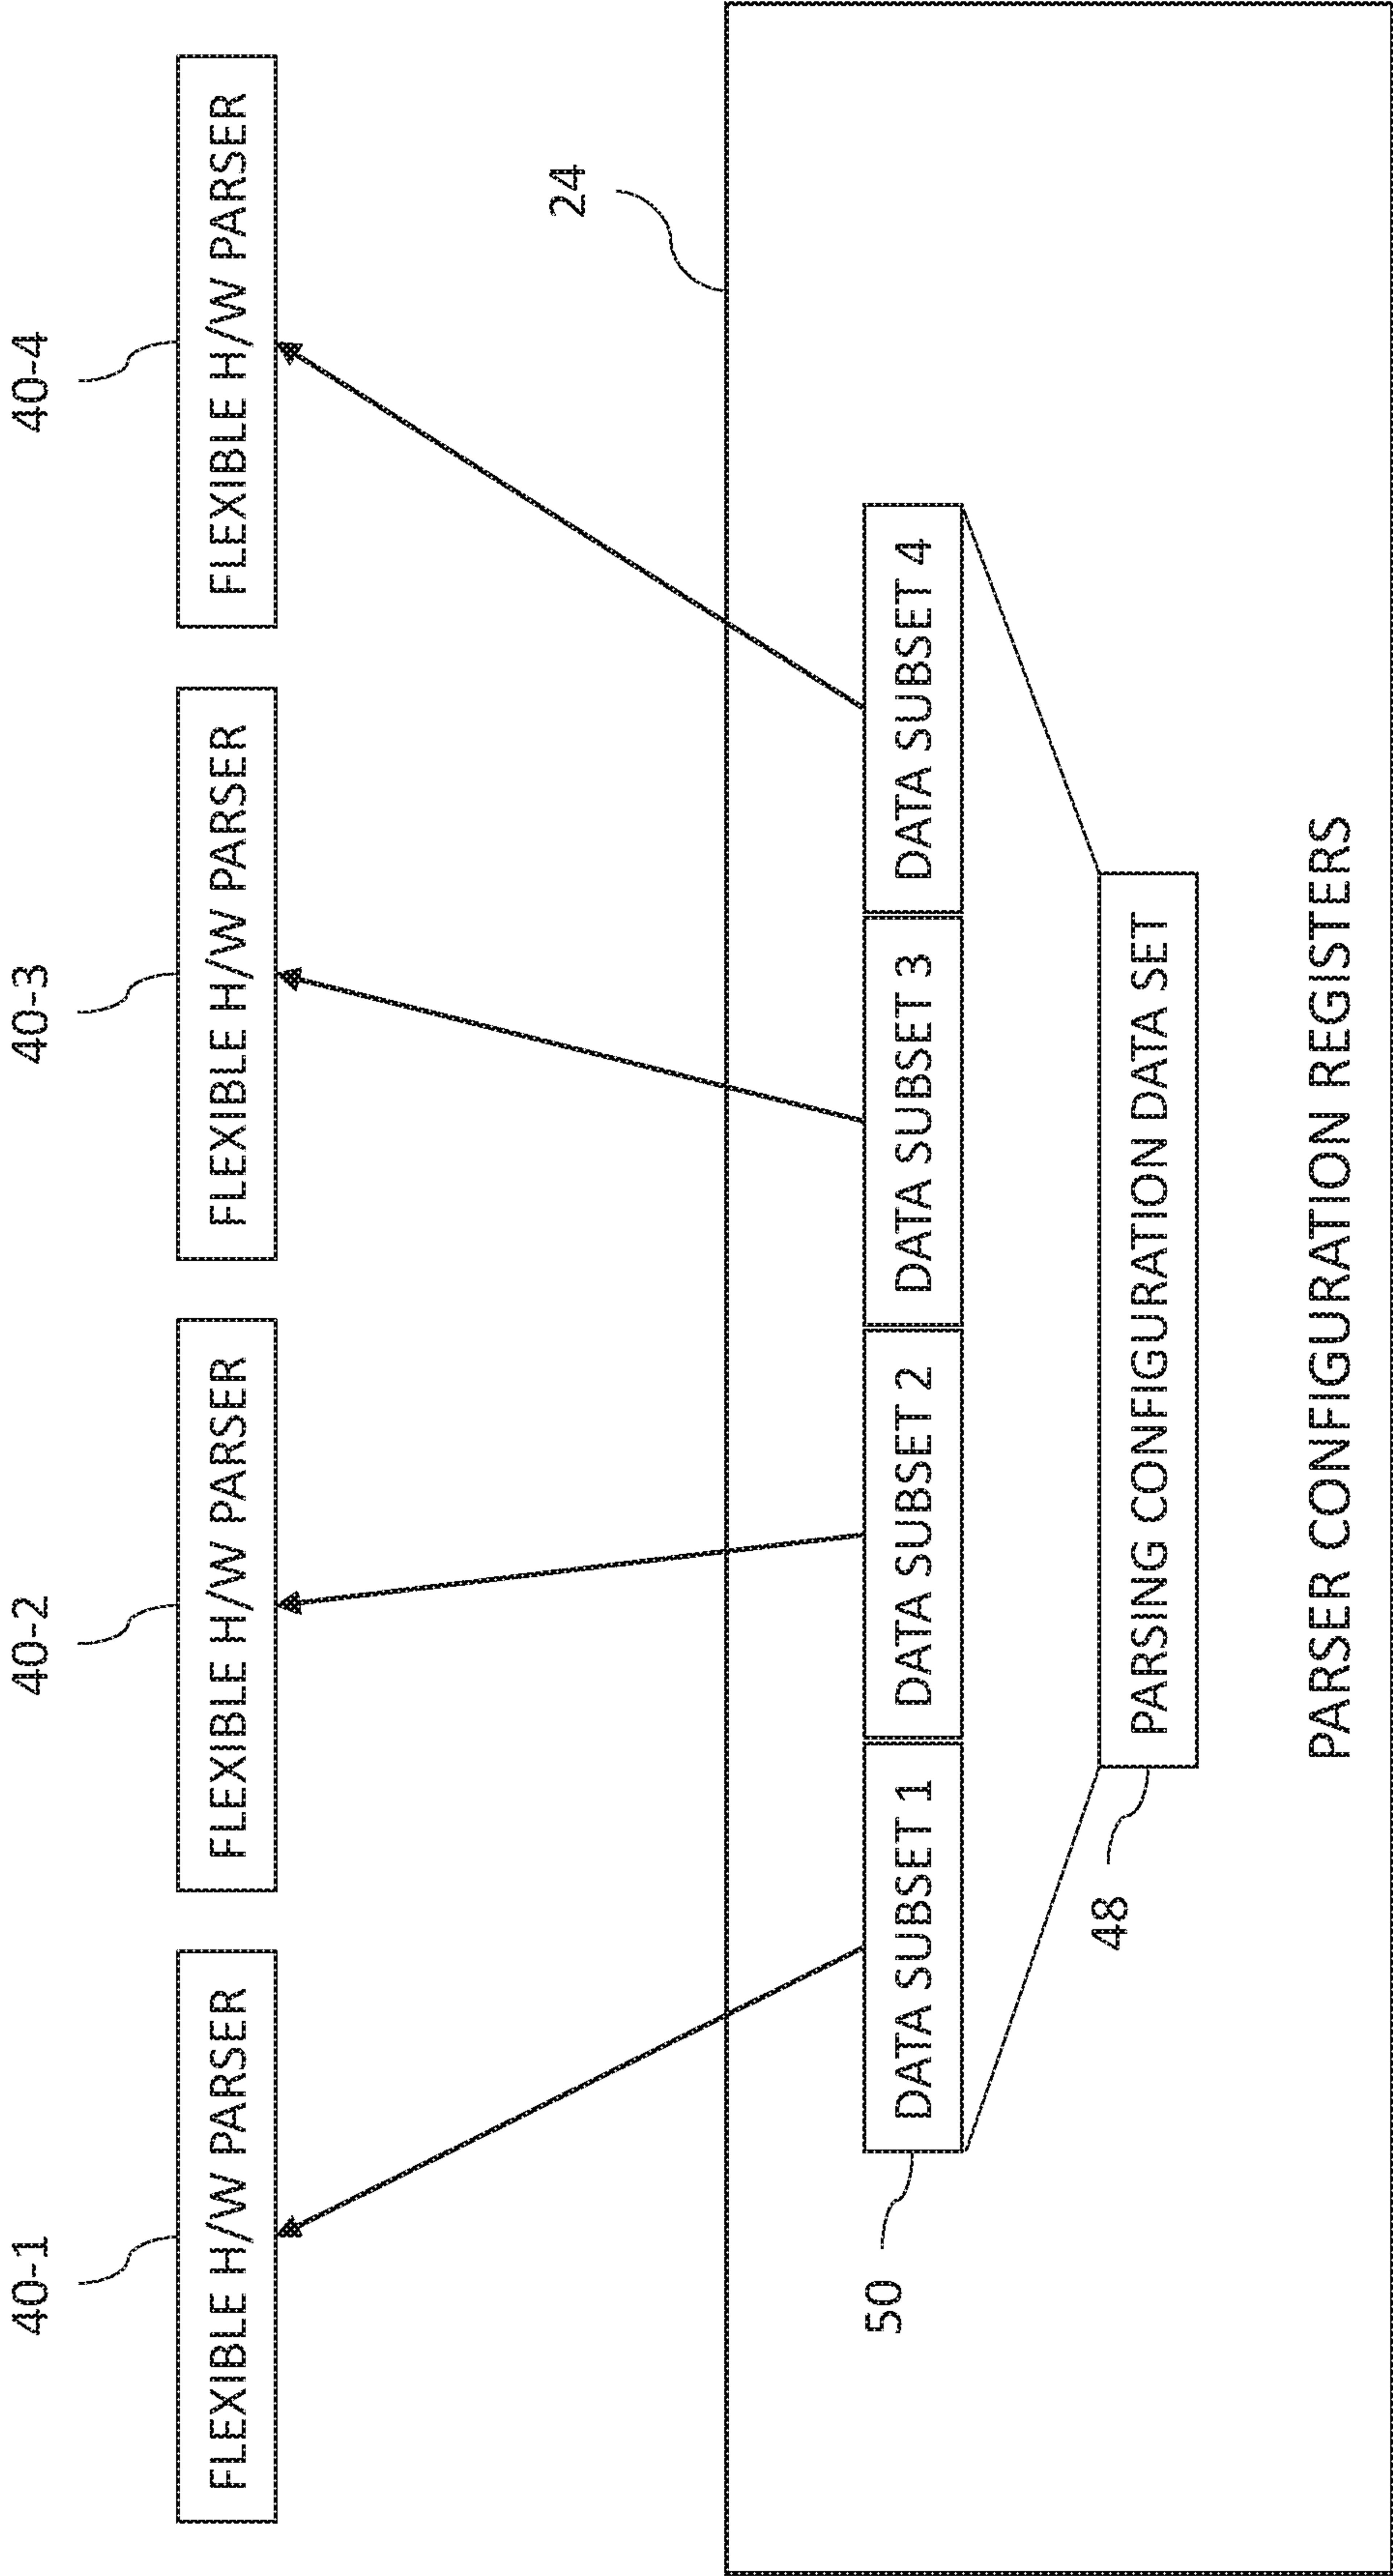 40-1
40-2
40-3
40-4
FLEXIBLE H/W PARSER
FLEXIBLE H/W PARSER
FLEXIBLE H/W PARSER
FLEXIBLE H/W PARSER
24
50
DATA SUBSET 1
DATA SUBSET 2
DATA SUBSET 3
DATA SUBSET 4
48
PARSING CONFIGURATION DATA SET
PARSER CONFIGURATION REGISTERS